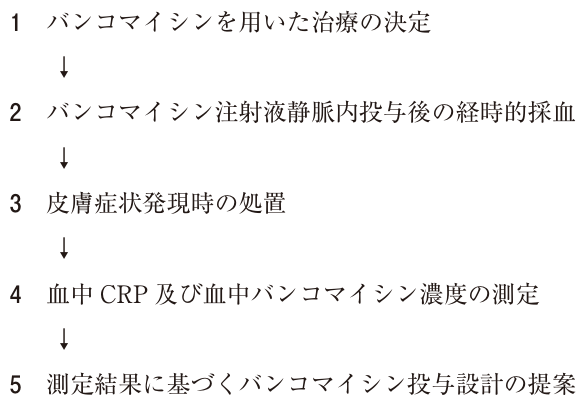 1 バンコマイシンを用いた治療の決定
↓
2 バンコマイシン注射液静脈内投与後の経時的採血
↓
3 皮膚症状発現時の処置
↓
4 血中 CRP 及び血中バンコマイシン濃度の測定
↓
5 測定結果に基づくバンコマイシン投与設計の提案